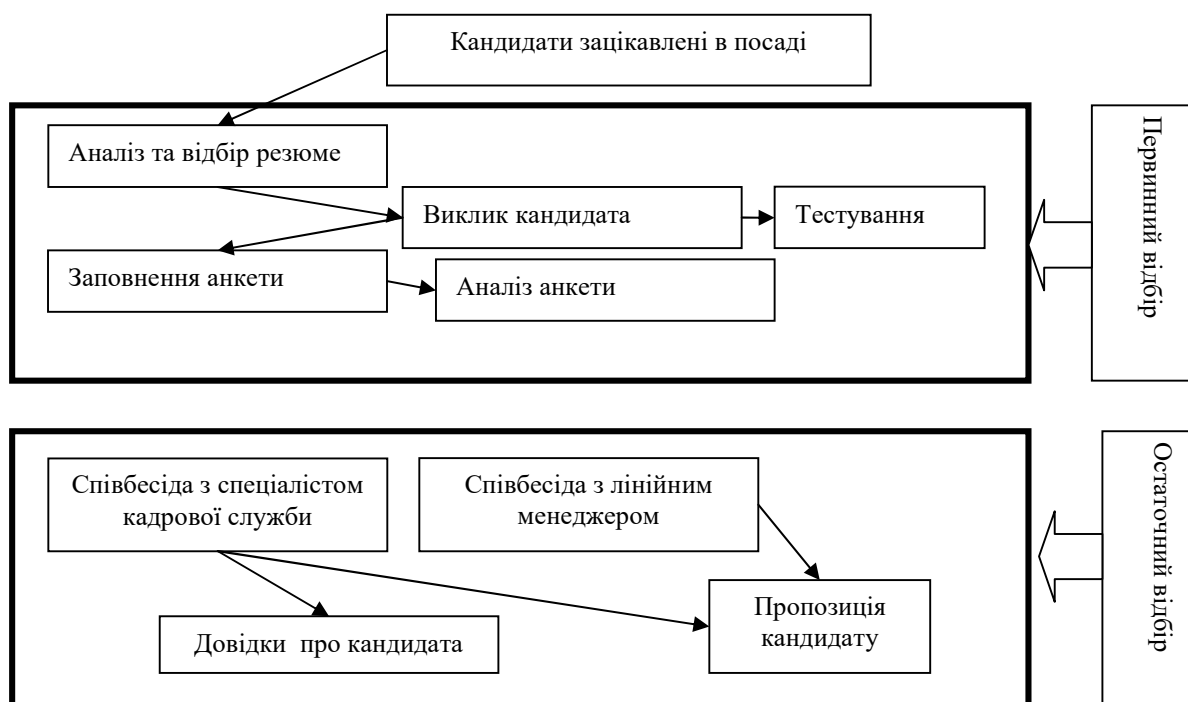 Кандидати зацікавлені в посаді
Аналіз та відбір резюме
Виклик кандидата
Тестування
Заповнення анкети
Аналіз анкети
Первинний відбір
Співбесіда з спеціалістом
кадрової служби
Співбесіда з лінійним
менеджером
Пропозиція
кандидату
Довідки про кандидата
Остаточний відбір